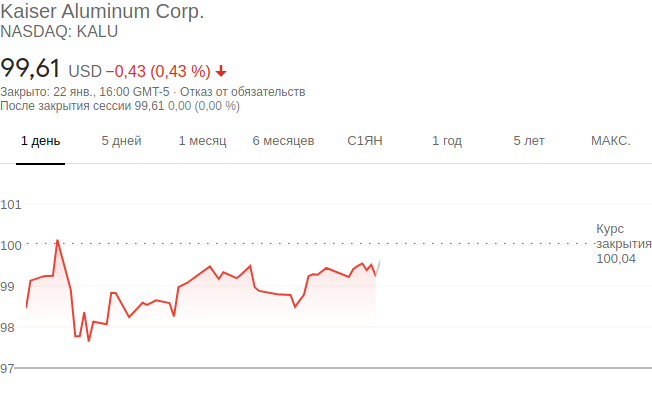 Kaiser Aluminum Corp.
NASDAQ: KALU
99,61 USD −0,43 (0,43 %)
Закрыто: 22 янв., 16:00 GMT-5 · Отказ от обязательств
После закрытия сессии 99,61 0,00 (0,00 %)
1 день 5 дней 1 месяц 6 месяцев С1ЯН 1 год 5 лет МАКС.
101
100
99
98
97
Курс
закрытия
100,04